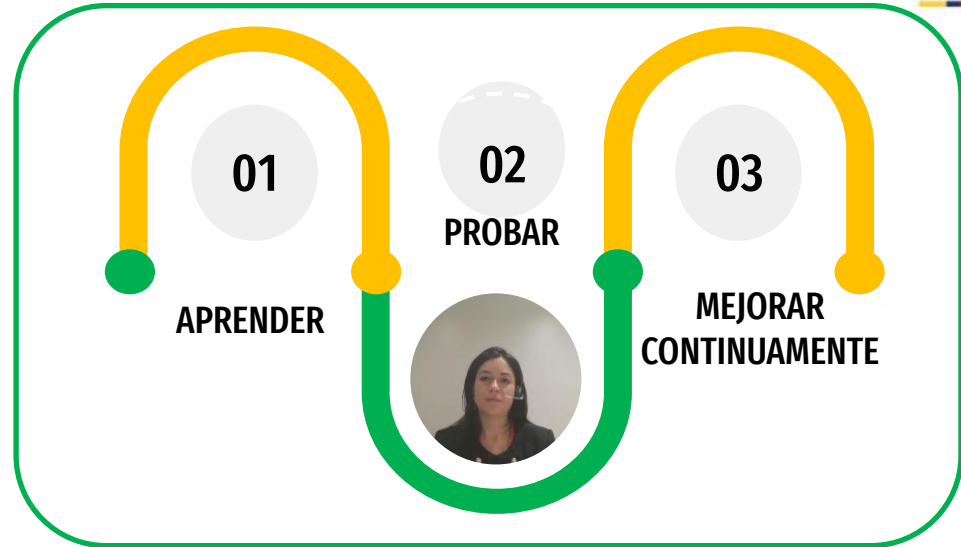 01
APRENDER
02
PROBAR
03
MEJORAR
CONTINUAMENTE